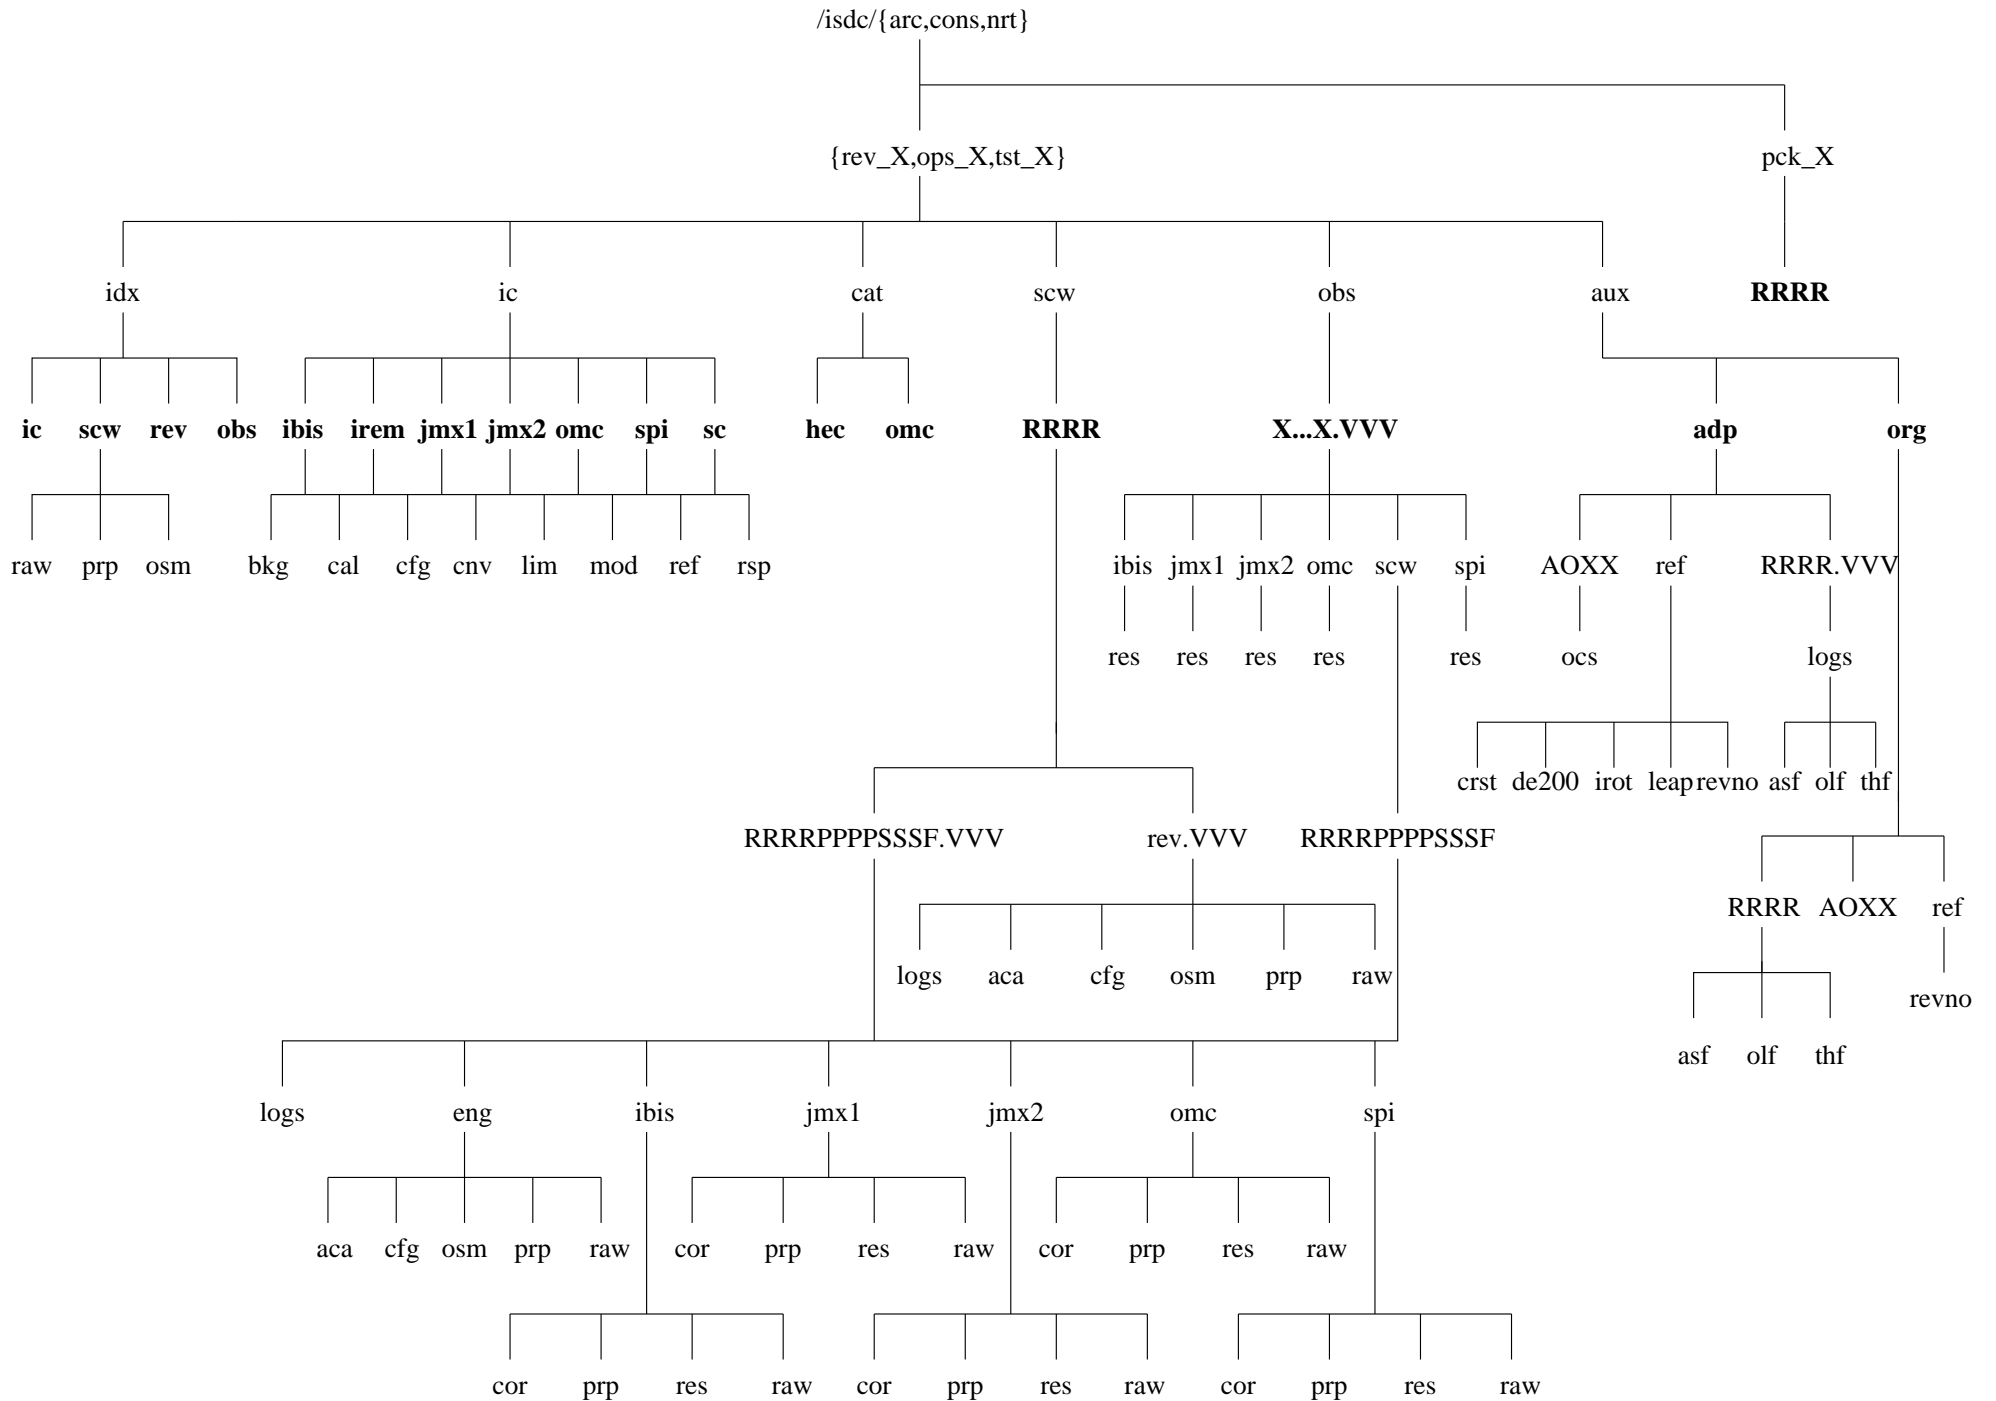 /isdc/{arc,cons,nrt}
{rev_X,ops_X,tst_X} pck_X
idx ic cat scw obs aux RRRR
ic scw rev obs ibis irem jmx1 jmx2 omc spi sc hec omc RRRR X...X.VVV adp org
raw prp osm bkg cal cfg cnv lim mod ref rsp ibis jmx1 jmx2 omc scw spi AOXX ref RRRR.VVV
res res res res res ocs logs
crst de200 irot leap revno asf olf thf
RRRRPPPPSSSF.VVV rev.VVV RRRRPPPPSSSF
RRRR AOXX ref
logs aca cfg osm prp raw
revno
asf olf thf
logs eng ibis jmx1 jmx2 omc spi
aca cfg osm prp raw cor prp res raw cor prp res raw
cor prp res raw cor prp res raw cor prp res raw